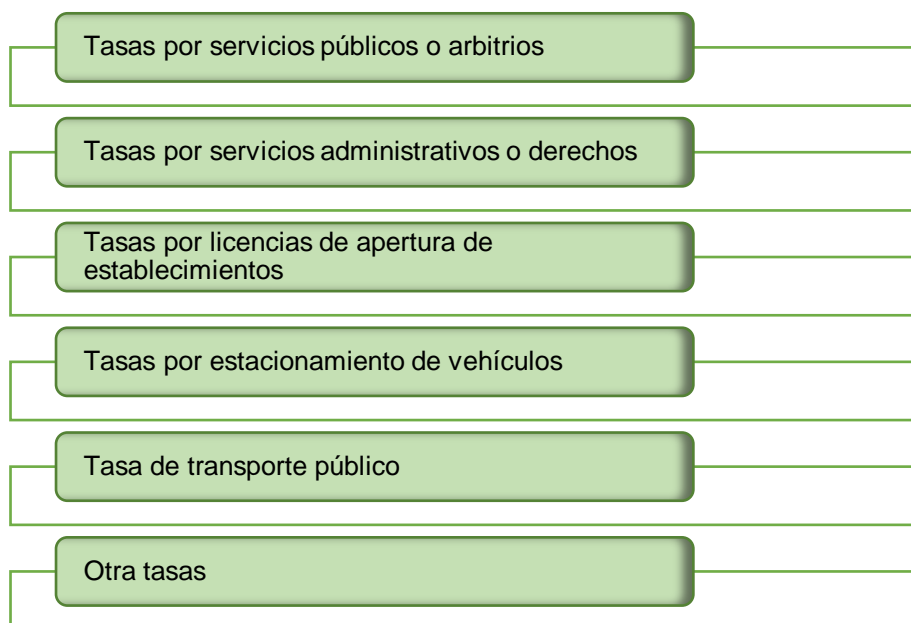 Tasas por servicios públicos o arbitrios
Tasas por servicios administrativos o derechos
Tasas por licencias de apertura de
establecimientos
Tasas por estacionamiento de vehículos
Tasa de transporte público
Otra tasas